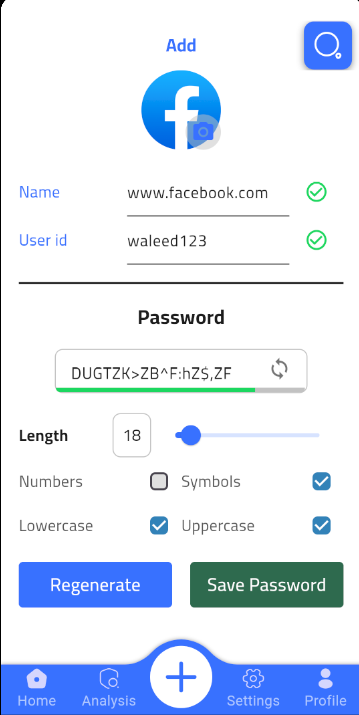 Add
Name www.facebook.com
User id waleed123
Password
DUGTZK>ZB^F:hZ$,ZF
Length 18
Numbers Symbols
Lowercase Uppercase
Regenerate Save Password
Home Analysis Settings Profile